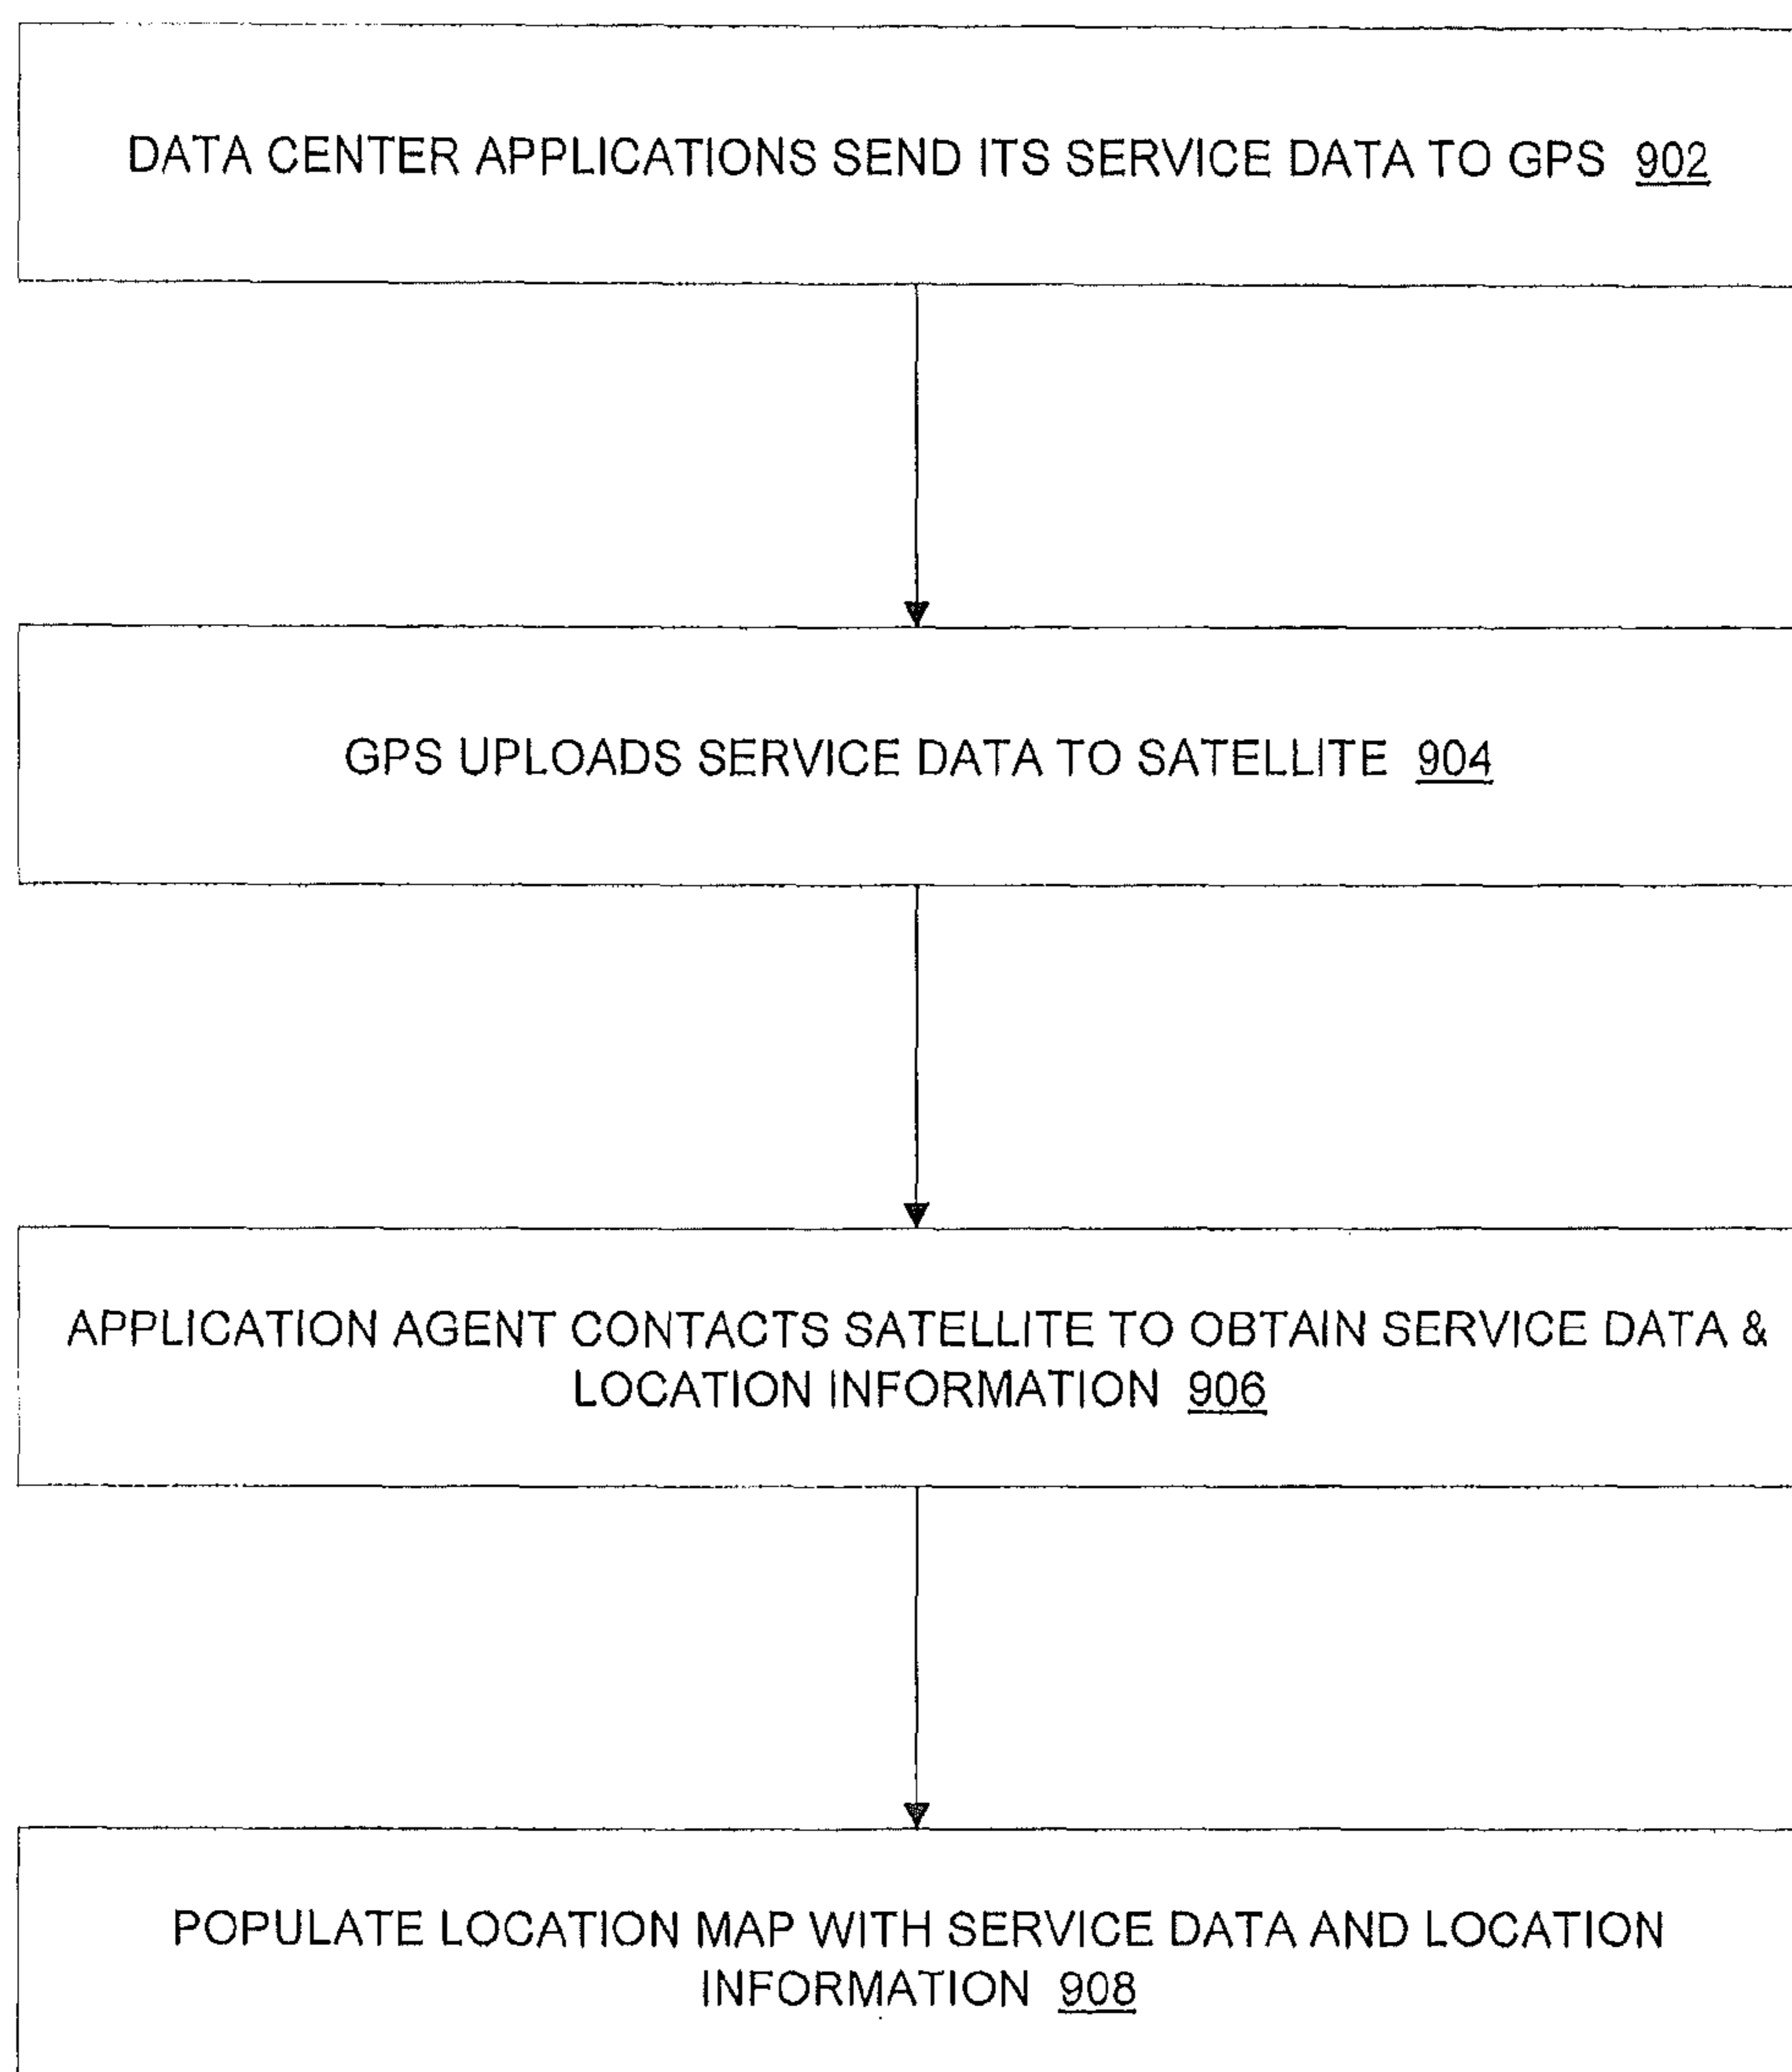 DATA CENTER APPLICATIONS SEND ITS SERVICE DATA TO GPS 902
GPS UPLOADS SERVICE DATA TO SATELLITE 904
APPLICATION AGENT CONTACTS SATELLITE TO OBTAIN SERVICE DATA &
LOCATION INFORMATION 906
POPULATE LOCATION MAP WITH SERVICE DATA AND LOCATION
INFORMATION 908